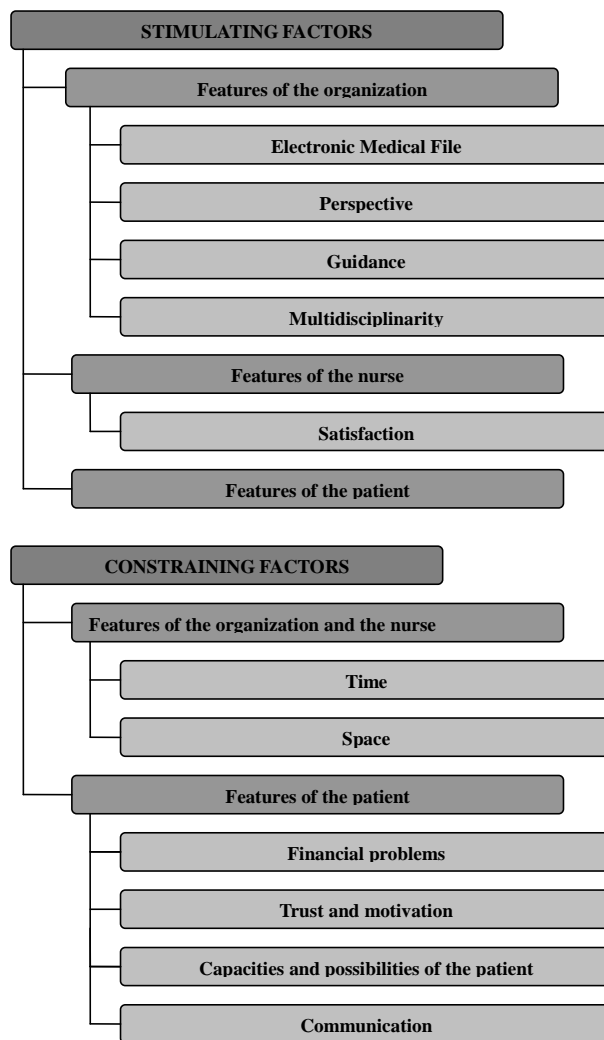 STIMULATING FACTORS
Features of the organization
Electronic Medical File
Perspective
Guidance
Multidisciplinarity
Features of the nurse
Satisfaction
Features of the patient
CONSTRAINING FACTORS
Features of the organization and the nurse
Time
Space
Features of the patient
Financial problems
Trust and motivation
Capacities and possibilities of the patient
Communication